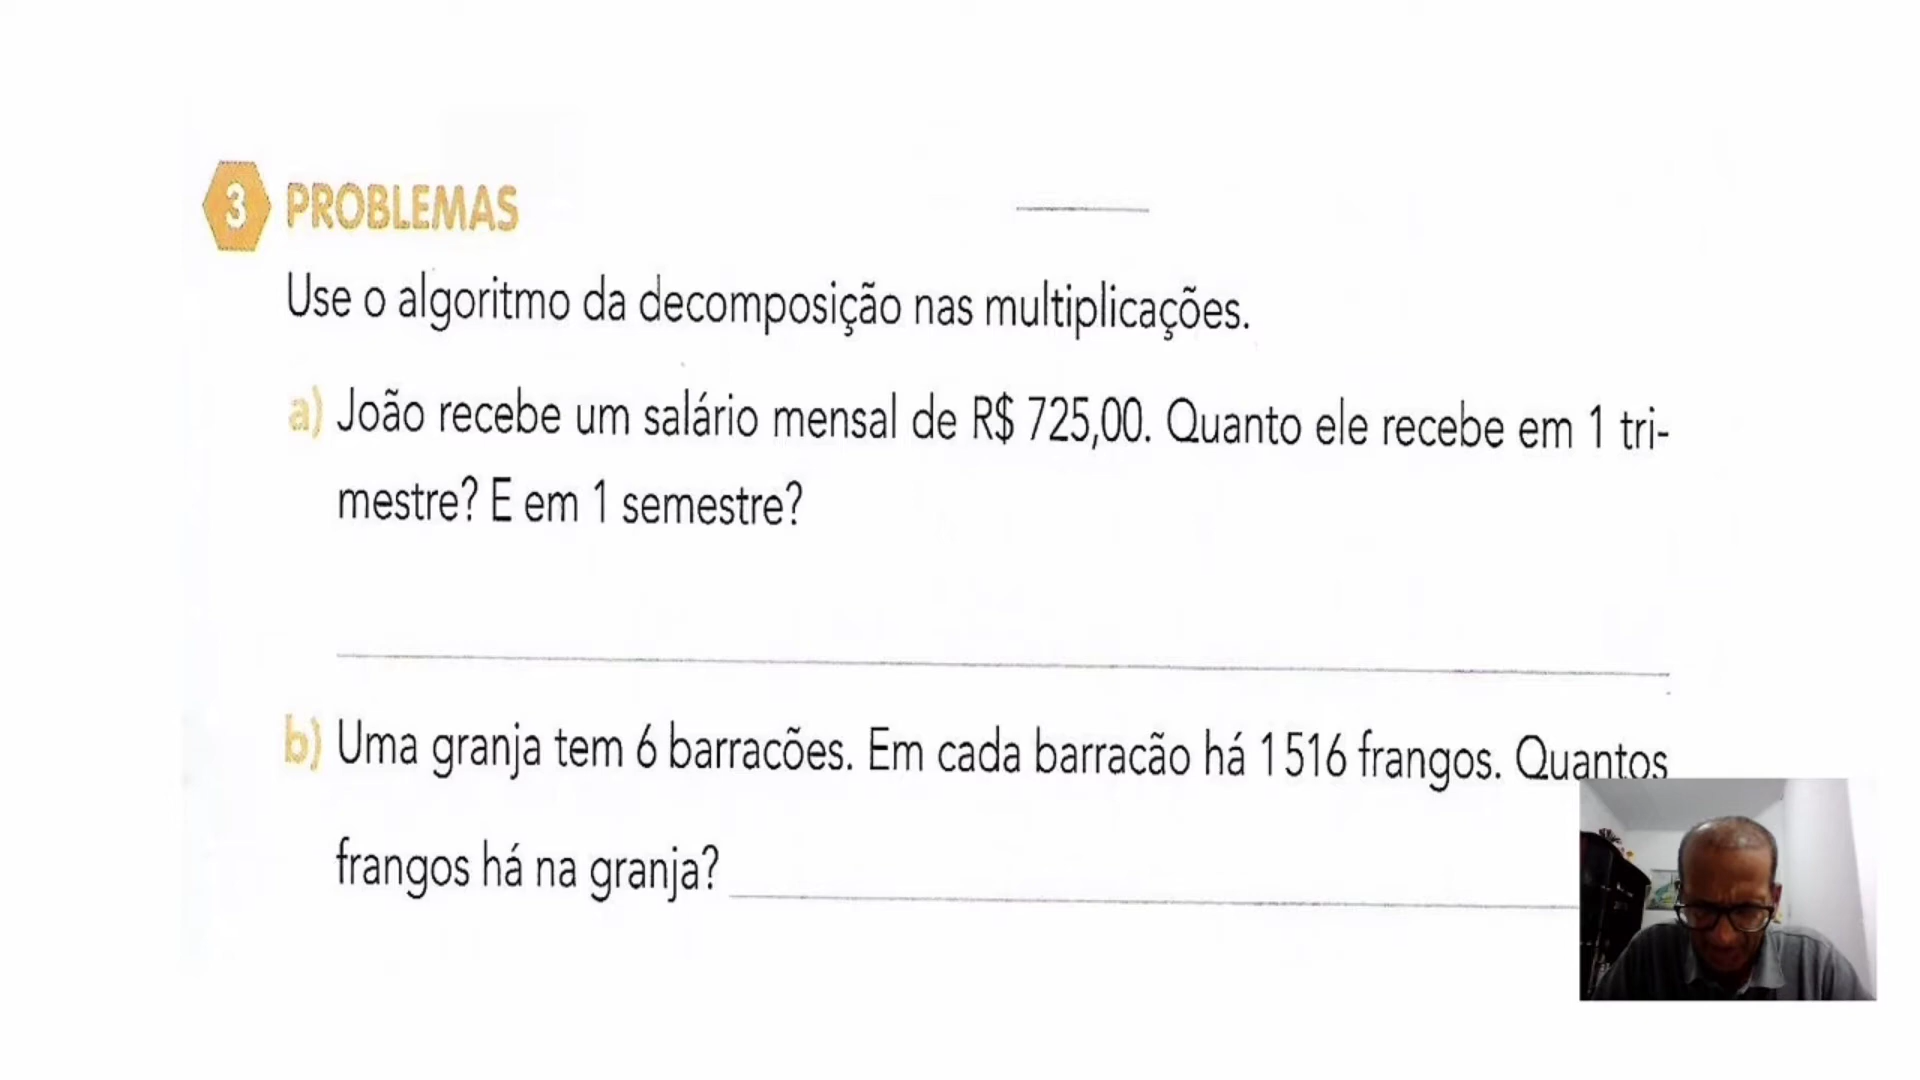 3 PROBLEMAS
Use o algoritmo da decomposição nas multiplicações.
a) João recebe um salário mensal de R$ 725,00. Quanto ele recebe em 1 tri-
mestre? E em 1 semestre?
b) Uma granja tem 6 barracões. Em cada barracão há 1516 frangos. Quantos
frangos há na granja?